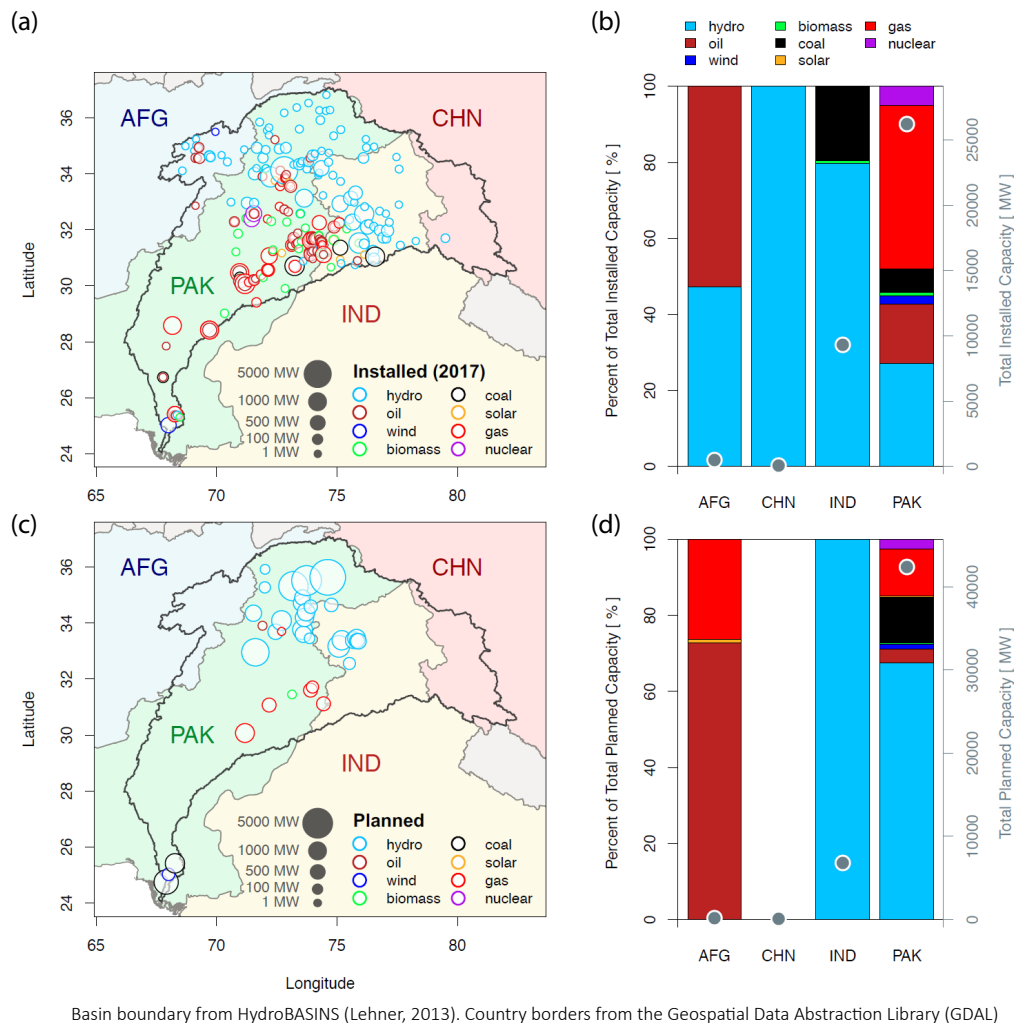 (a)
AFG
CHN
PAK
IND
Latitude
36
34
32
30
28
26
24
65
70
75
80
5000 MW
1000 MW
500 MW
100 MW
1 MW
Installed (2017)
hydro
coal
oil
solar
wind
gas
biomass
nuclear
(b)
hydro
biomass
gas
oil
coal
nuclear
wind
solar
Percent of Total Installed Capacity [ % ]
100
80
60
40
20
0
Total Installed Capacity [ MW ]
25000
20000
15000
10000
5000
0
AFG
CHN
IND
PAK
(c)
AFG
CHN
PAK
IND
Latitude
36
34
32
30
28
26
24
65
70
75
80
Longitude
5000 MW
1000 MW
500 MW
100 MW
1 MW
Planned
hydro
coal
oil
solar
wind
gas
biomass
nuclear
(d)
Percent of Total Planned Capacity [ % ]
100
80
60
40
20
0
Total Planned Capacity [ MW ]
40000
30000
20000
10000
0
AFG
CHN
IND
PAK
Basin boundary from HydroBASINS (Lehner, 2013). Country borders from the Geospatial Data Abstraction Library (GDAL)